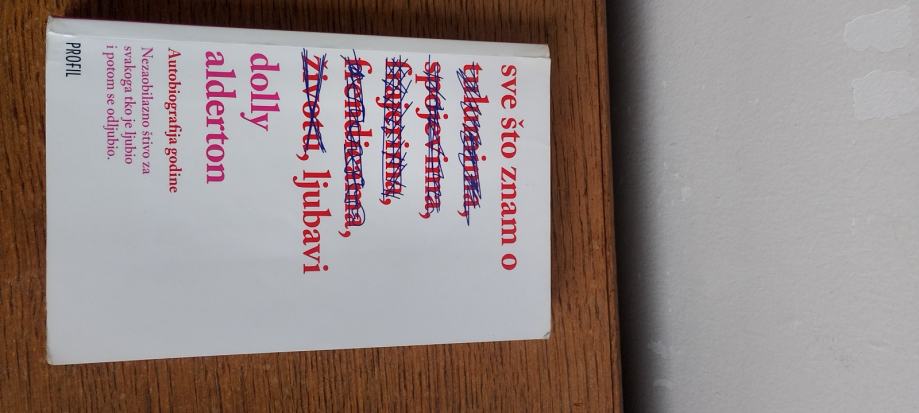 sve što znam o
tulumima,
spojevima,
frajerima,
frendicama,
životu, ljubavi
dolly
alderton
Autobiografija godine
Nezaobilazno štivo za
svakoga tko je ljubio
i potom se odljubio.
PROFIL